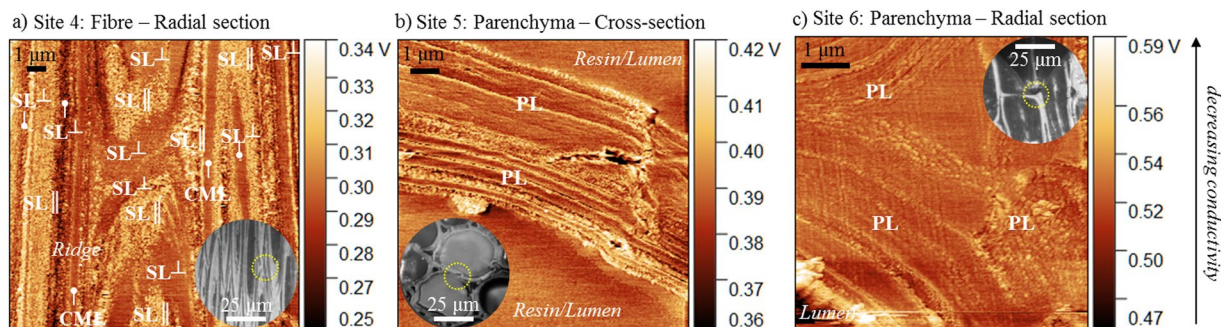 a) Site 4: Fibre – Radial section
1 μm
SL⊥
SL∥
SL⊥
SL⊥
SL∥
SL⊥
SL⊥
SL∥
SL⊥
SL⊥
SL∥
CML
SL∥
SL⊥
Ridge
SL⊥
CML
SL∥
25 μm
0.34 V
0.33
0.32
0.31
0.30
0.29
0.28
0.27
0.26
0.25
b) Site 5: Parenchyma – Cross-section
1 μm
Resin/Lumen
PL
PL
25 μm
Resin/Lumen
0.42 V
0.41
0.40
0.39
0.38
0.37
0.36
c) Site 6: Parenchyma – Radial section
1 μm
25 μm
PL
PL
PL
Lumen
0.59 V
0.56
0.54
0.52
0.50
0.47
decreasing conductivity